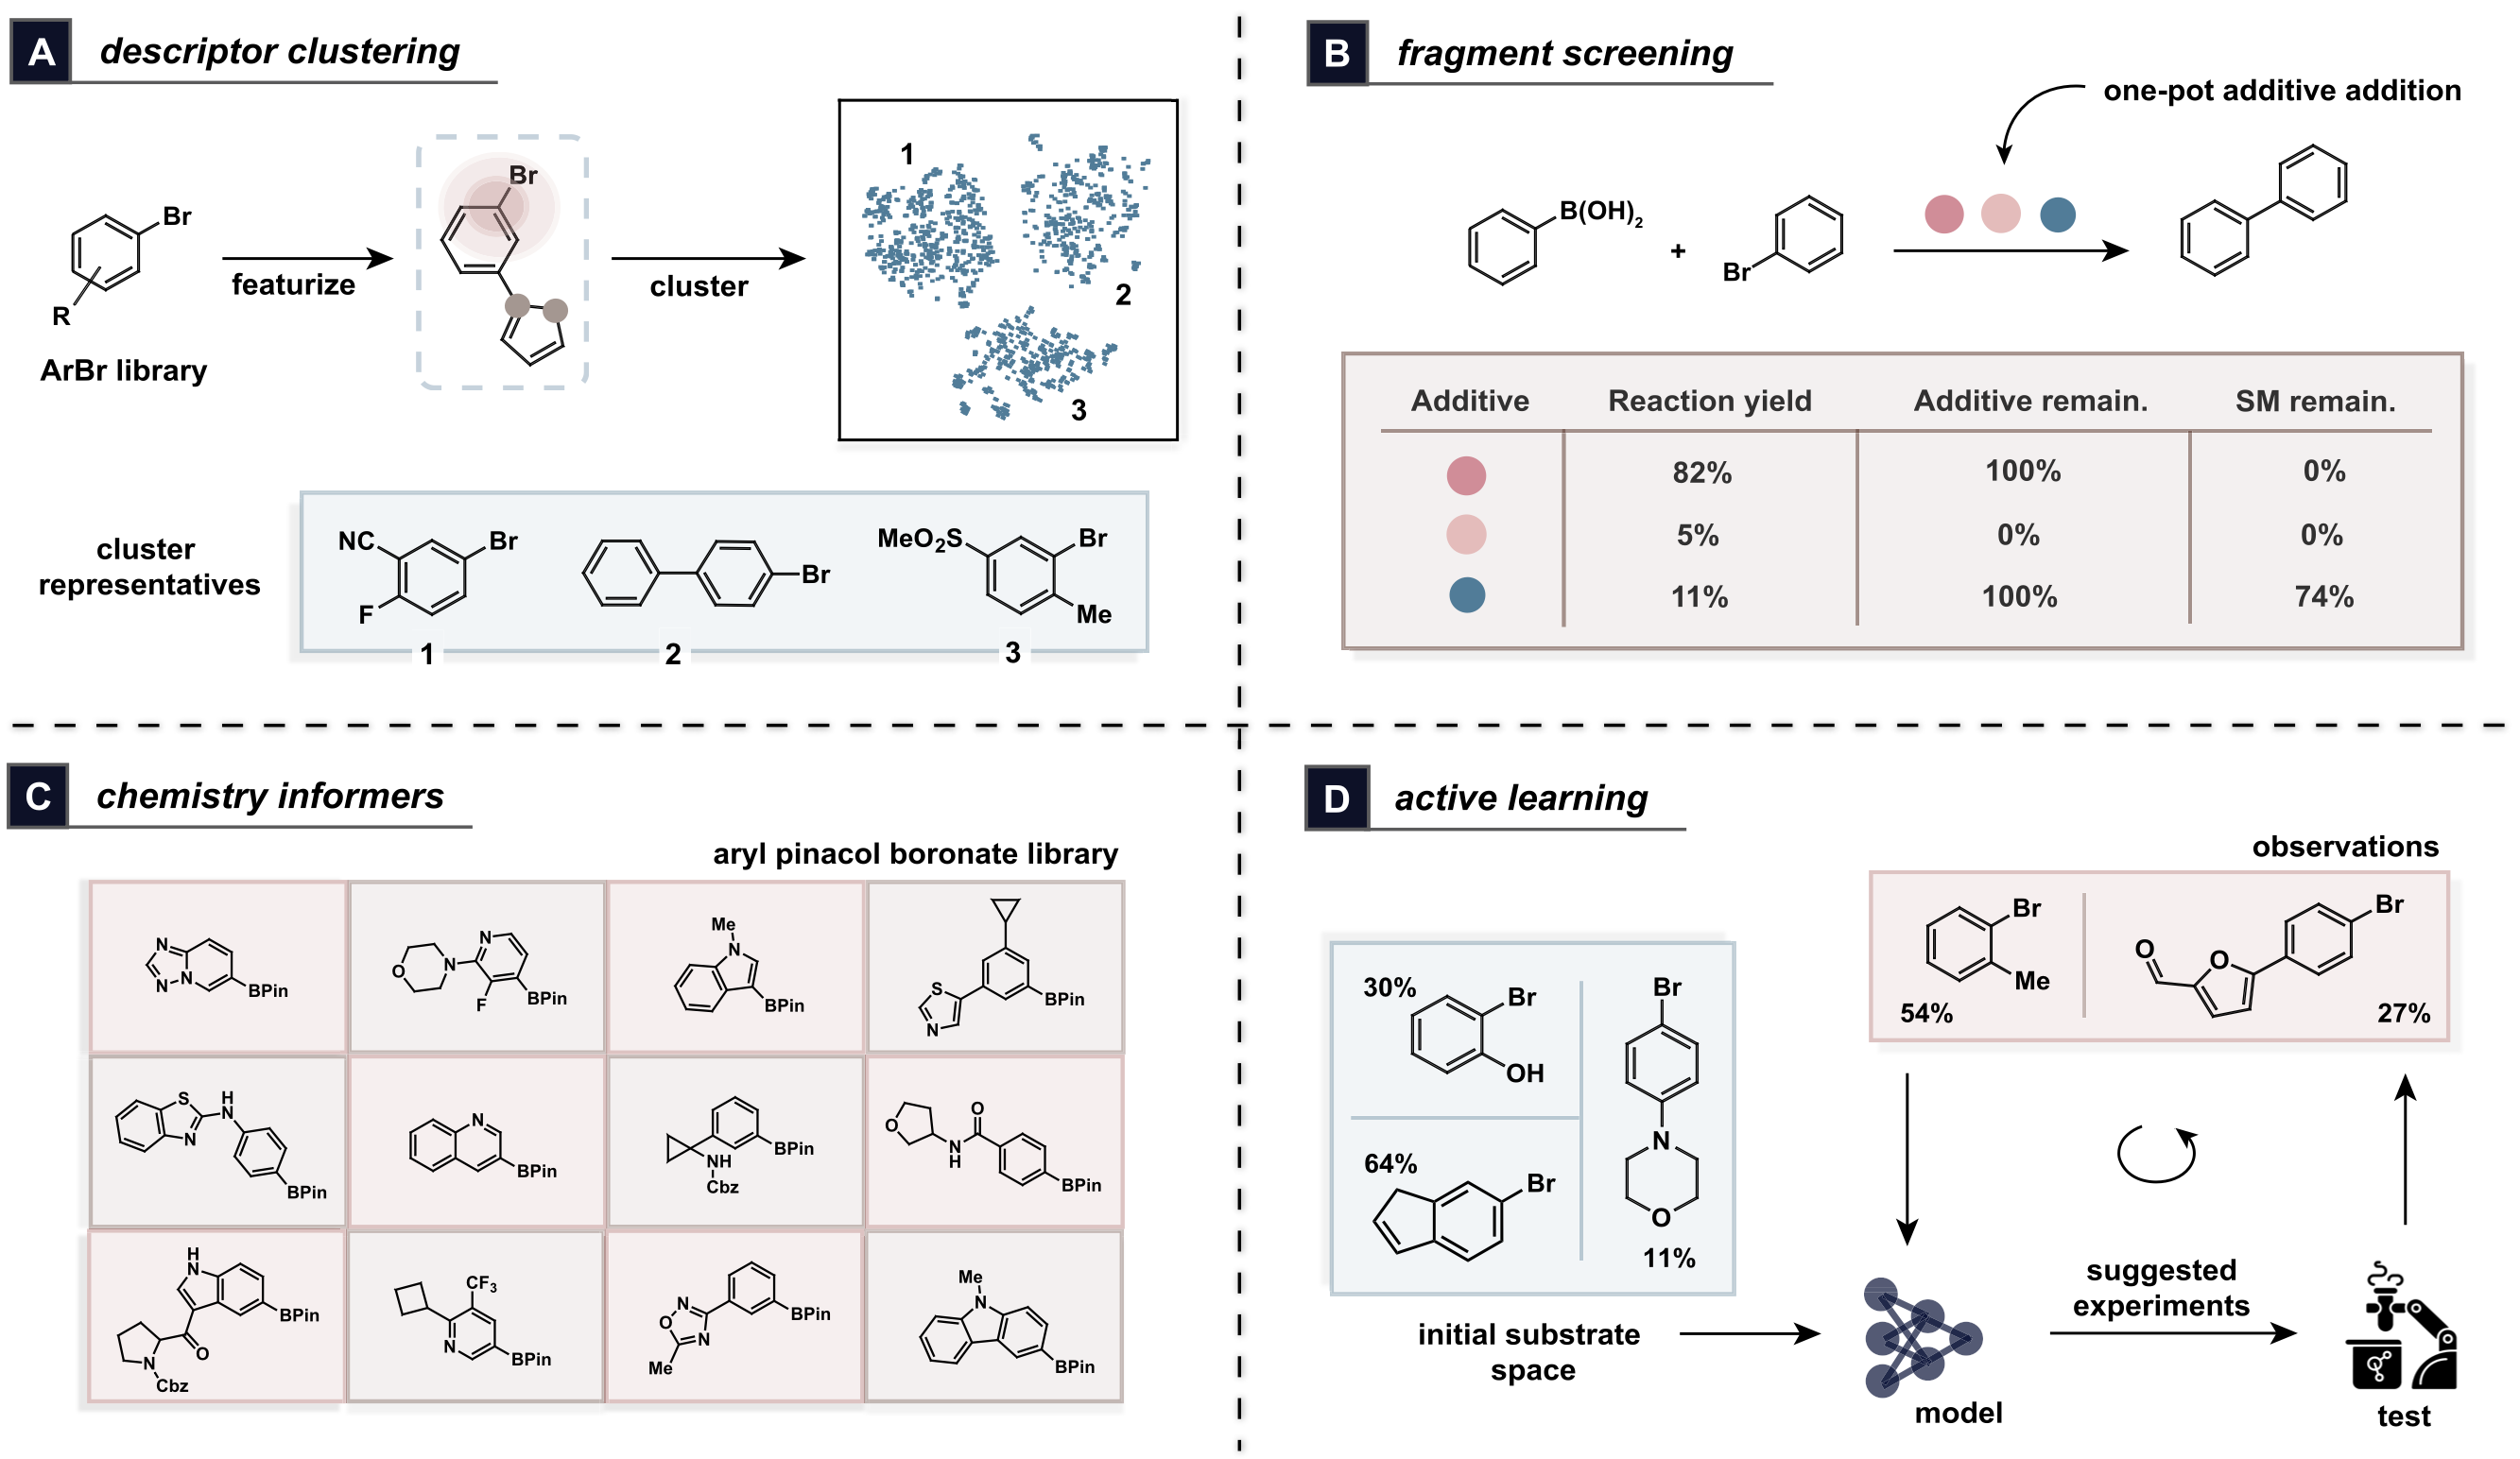 A descriptor clustering
Br
R
ArBr library
featurize
Br
cluster
1
2
3
cluster
representatives
NC
Br
F
1
Br
2
MeO2S
Br
Me
3
B fragment screening
one-pot additive addition
B(OH)2
+
Br
Additive Reaction yield Additive remain. SM remain.
82% 100% 0%
5% 0% 0%
11% 100% 74%
C chemistry informers
aryl pinacol boronate library
N
N
N
BPin
O
N
N
F
BPin
Me
N
BPin
S
N
BPin
S
N
H
N
BPin
N
BPin
NH
Cbz
BPin
O
O
N
H
BPin
H
N
O
N
Cbz
BPin
CF3
N
BPin
N
O
N
Me
BPin
Me
N
BPin
D active learning
observations
Br
Me
54%
O
O
Br
27%
30%
Br
OH
64%
Br
Br
N
O
11%
initial substrate
space
model
suggested
experiments
test